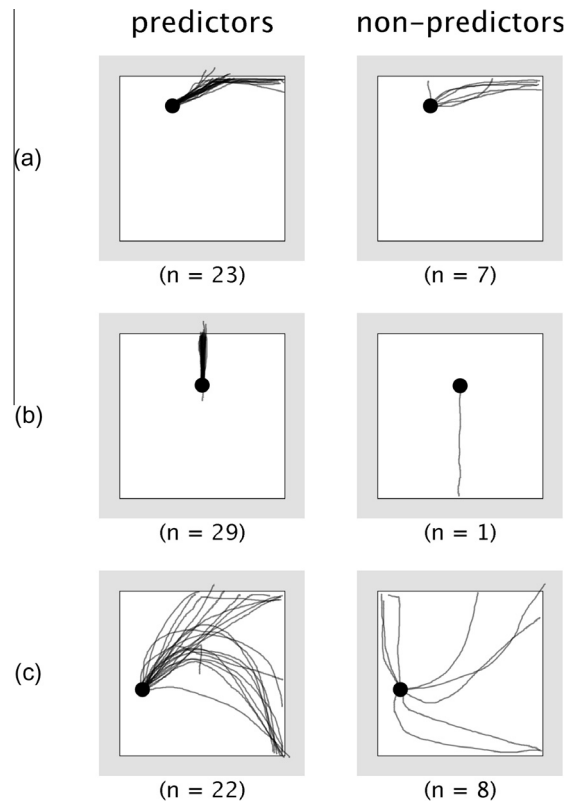 predictors non-predictors
(a)
(n = 23) (n = 7)
(b)
(n = 29) (n = 1)
(c)
(n = 22) (n = 8)